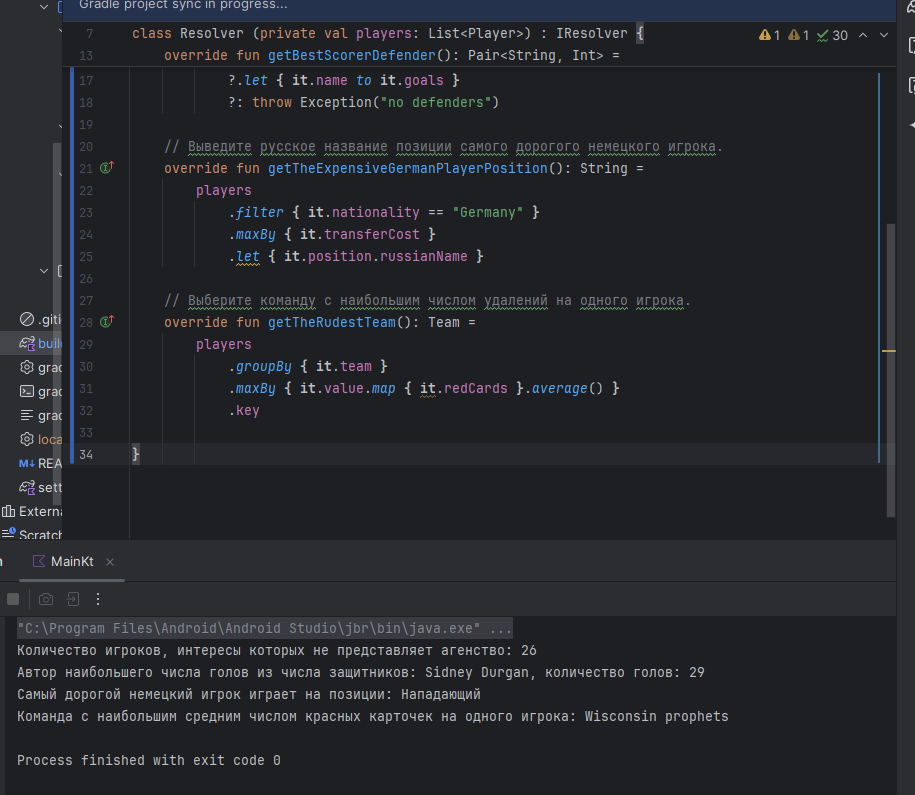 Gradle project sync in progress...
7 class Resolver (private val players: List<Player>) : IResolver {
1 1 30
13 override fun getBestScorerDefender(): Pair<String, Int> =
17 ?.let { it.name to it.goals }
18 ?: throw Exception("no defenders")
19
20 // Выведите русское название позиции самого дорогого немецкого игрока.
21 override fun getTheExpensiveGermanPlayerPosition(): String =
22 players
23 .filter { it.nationality == "Germany" }
24 .maxBy { it.transferCost }
25 .let { it.position.russianName }
26
27 // Выберите команду с наибольшим числом удалений на одного игрока.
28 override fun getTheRudestTeam(): Team =
29 players
30 .groupBy { it.team }
31 .maxBy { it.value.map { it.redCards }.average() }
32 .key
33
34 }
.giti
buil
grac
grac
grac
loca
M↓ REA
sett
Externa
Scratch
MainKt
"C:\Program Files\Android\Android Studio\jbr\bin\java.exe" ...
Количество игроков, интересы которых не представляет агенство: 26
Автор наибольшего числа голов из числа защитников: Sidney Durgan, количество голов: 29
Самый дорогой немецкий игрок играет на позиции: Нападающий
Команда с наибольшим средним числом красных карточек на одного игрока: Wisconsin prophets
Process finished with exit code 0